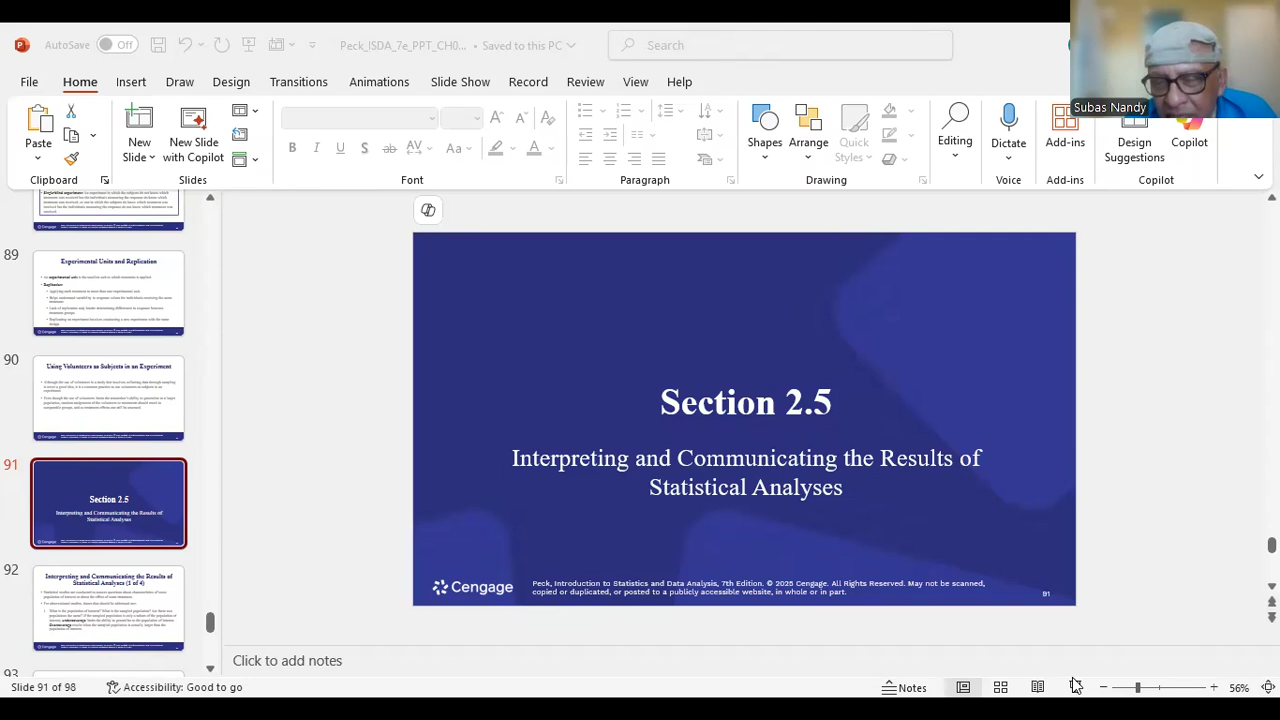 AutoSave Off Peck_ISDA_7e_PPT_CH0... • Saved to this PC Search
Subas Nandy
File Home Insert Draw Design Slide Show Transitions Animations Record Review View Help
Paste New Slide New Slide with Copilot Shapes Arrange Quick Styles Editing Dictate Add-ins Design Suggestions Copilot
Clipboard Slides Font Paragraph Drawing Voice Add-ins Copilot
89
Experimental Units and Replication
90
Using Volunteers as Subjects in an Experiment
91
Section 2.5
Interpreting and Communicating the Results of
Statistical Analyses
92
Interpreting and Communicating the Results of
Statistical Analyses (1 of 4)
93
Section 2.5
Interpreting and Communicating the Results of
Statistical Analyses
Cengage
Peck, Introduction to Statistics and Data Analysis, 7th Edition. © 2025 Cengage. All Rights Reserved. May not be scanned,
copied or duplicated, or posted to a publicly accessible website, in whole or in part.
91
Click to add notes
Slide 91 of 98 Accessibility: Good to go Notes 56%